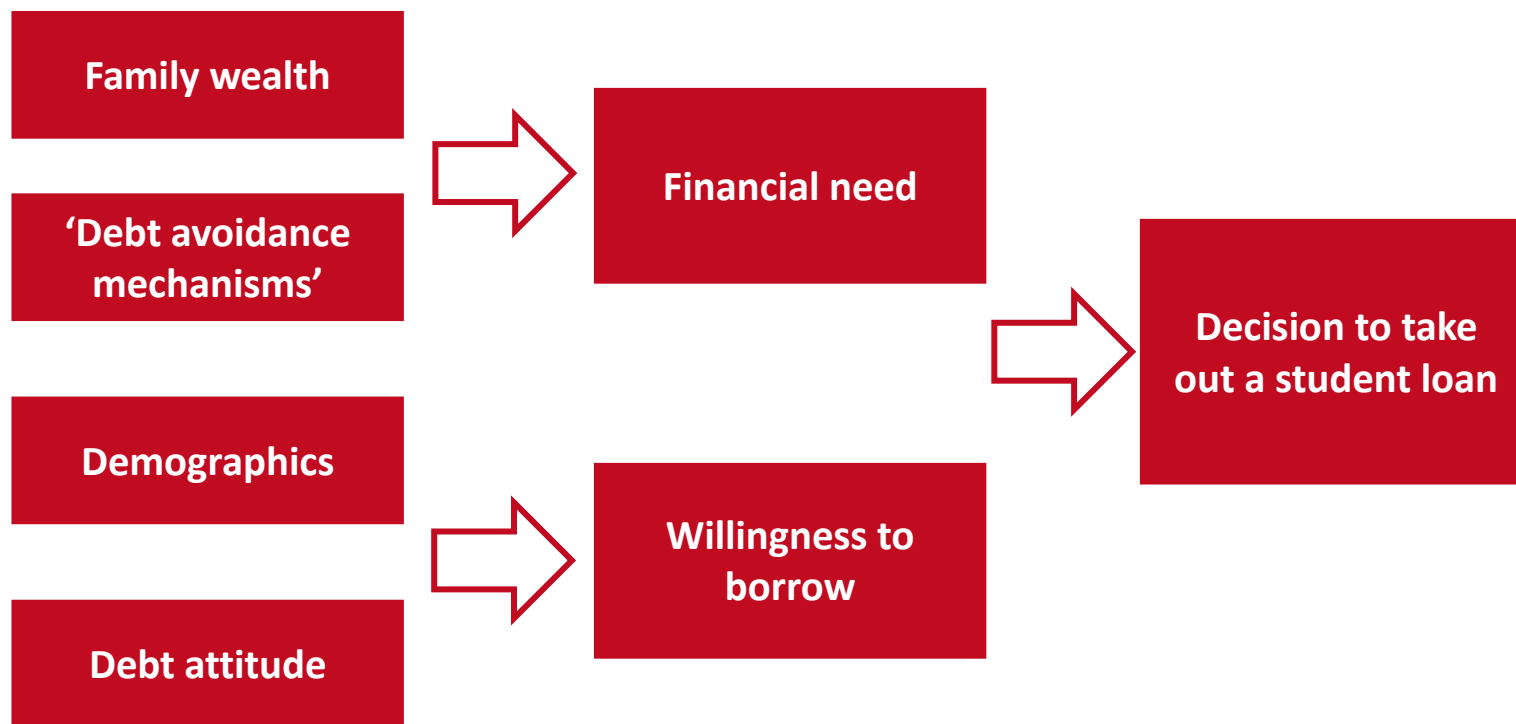 Family wealth
‘Debt avoidance
mechanisms’
Demographics
Debt attitude
Financial need
Willingness to
borrow
Decision to take
out a student loan